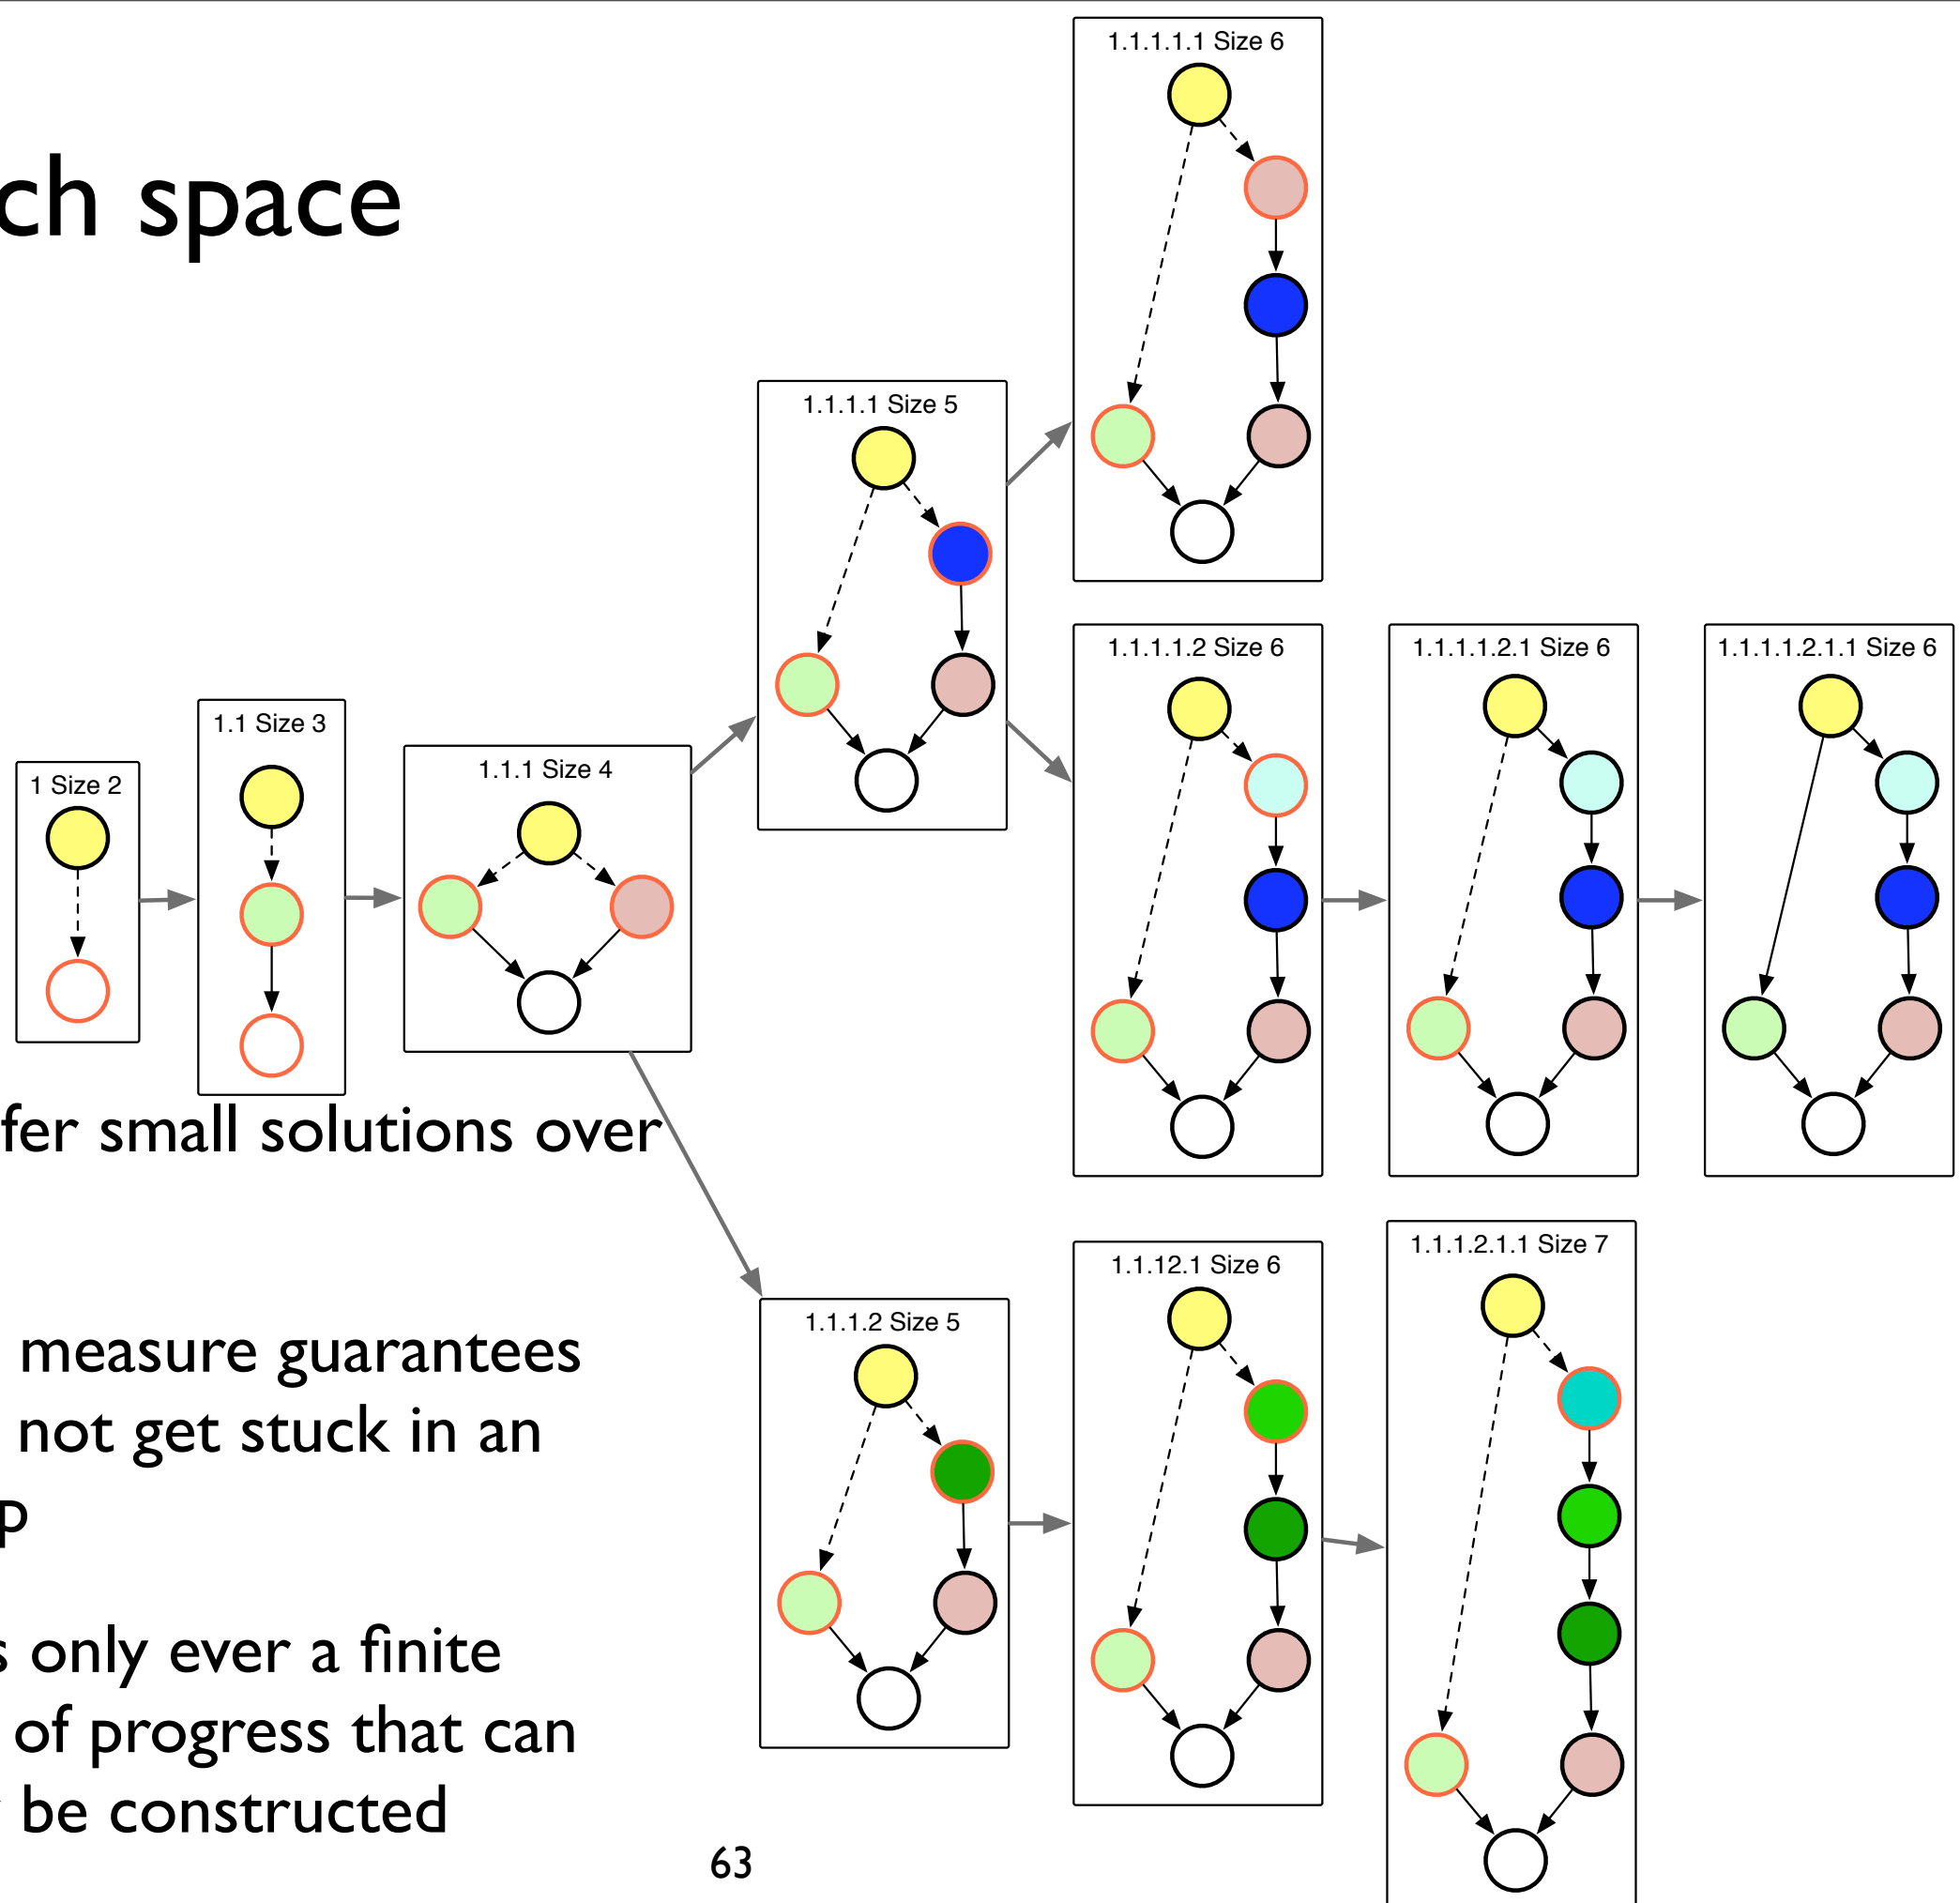 ch space
1.1.1.1.1 Size 6
1.1.1.1 Size 5
1.1.1.1.2 Size 6
1.1.1.1.2.1 Size 6
1.1.1.1.2.1.1 Size 6
1 Size 2
1.1 Size 3
1.1.1 Size 4
fer small solutions over
1.1.1.2 Size 5
1.1.12.1 Size 6
1.1.1.2.1.1 Size 7
measure guarantees
not get stuck in an
p
s only ever a finite
of progress that can
be constructed
63